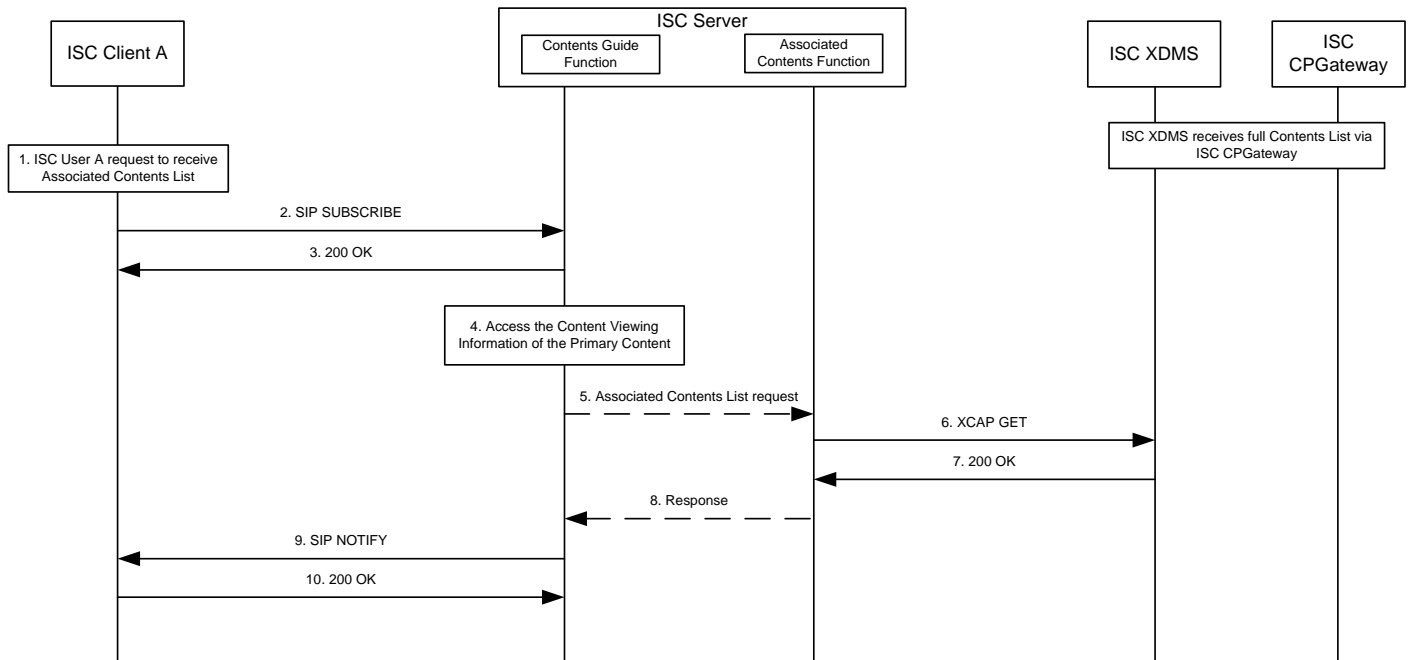 ISC Client A
ISC Server
Contents Guide
Function
Associated
Contents Function
ISC XDMS
ISC
CPGateway
ISC XDMS receives full Contents List via
ISC CPGateway
1. ISC User A request to receive
Associated Contents List
2. SIP SUBSCRIBE
3. 200 OK
4. Access the Content Viewing
Information of the Primary Content
5. Associated Contents List request
6. XCAP GET
7. 200 OK
8. Response
9. SIP NOTIFY
10. 200 OK